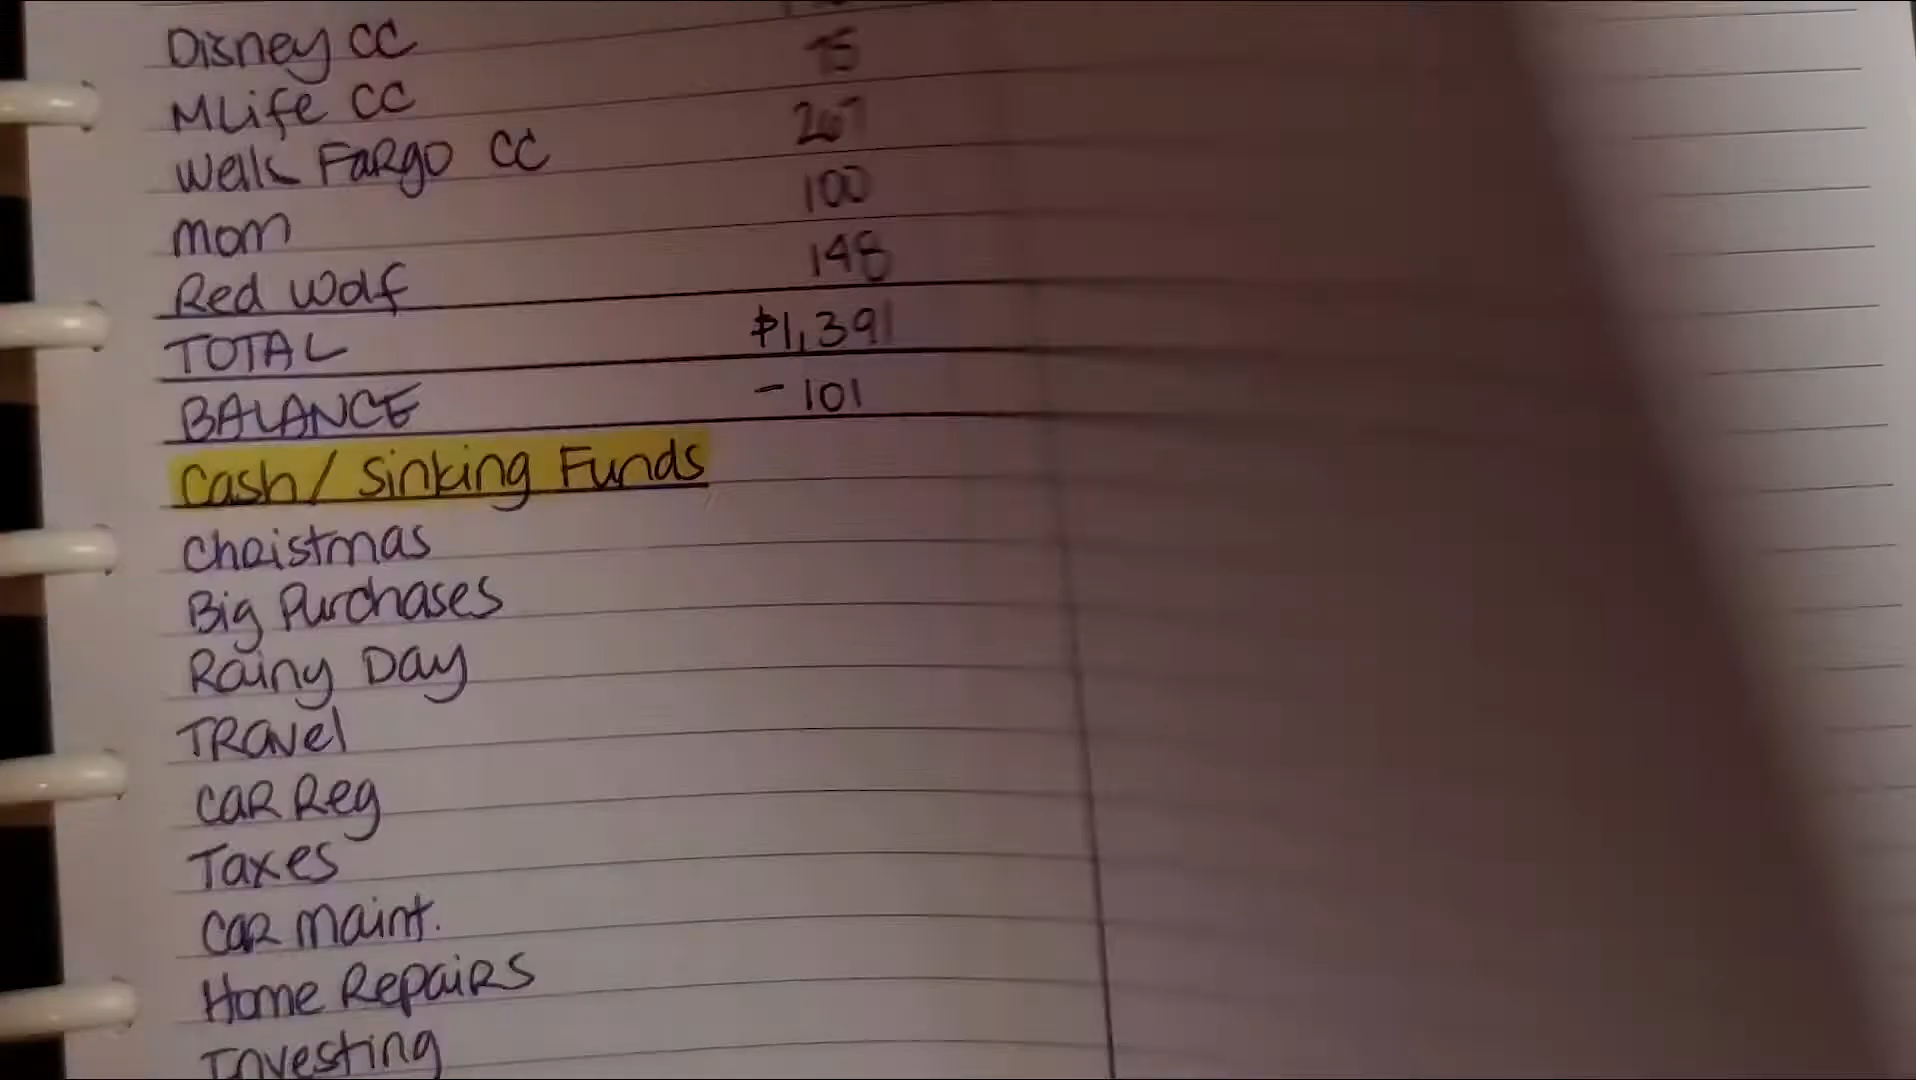 Disney CC
MLife CC 75
Wells Fargo CC 267
Mom 100
Red Wolf 148
TOTAL $1,391
BALANCE -101
Cash/Sinking Funds
Christmas
Big Purchases
Rainy Day
TRavel
CAR Reg
Taxes
CAR Maint.
Home Repairs
Investing